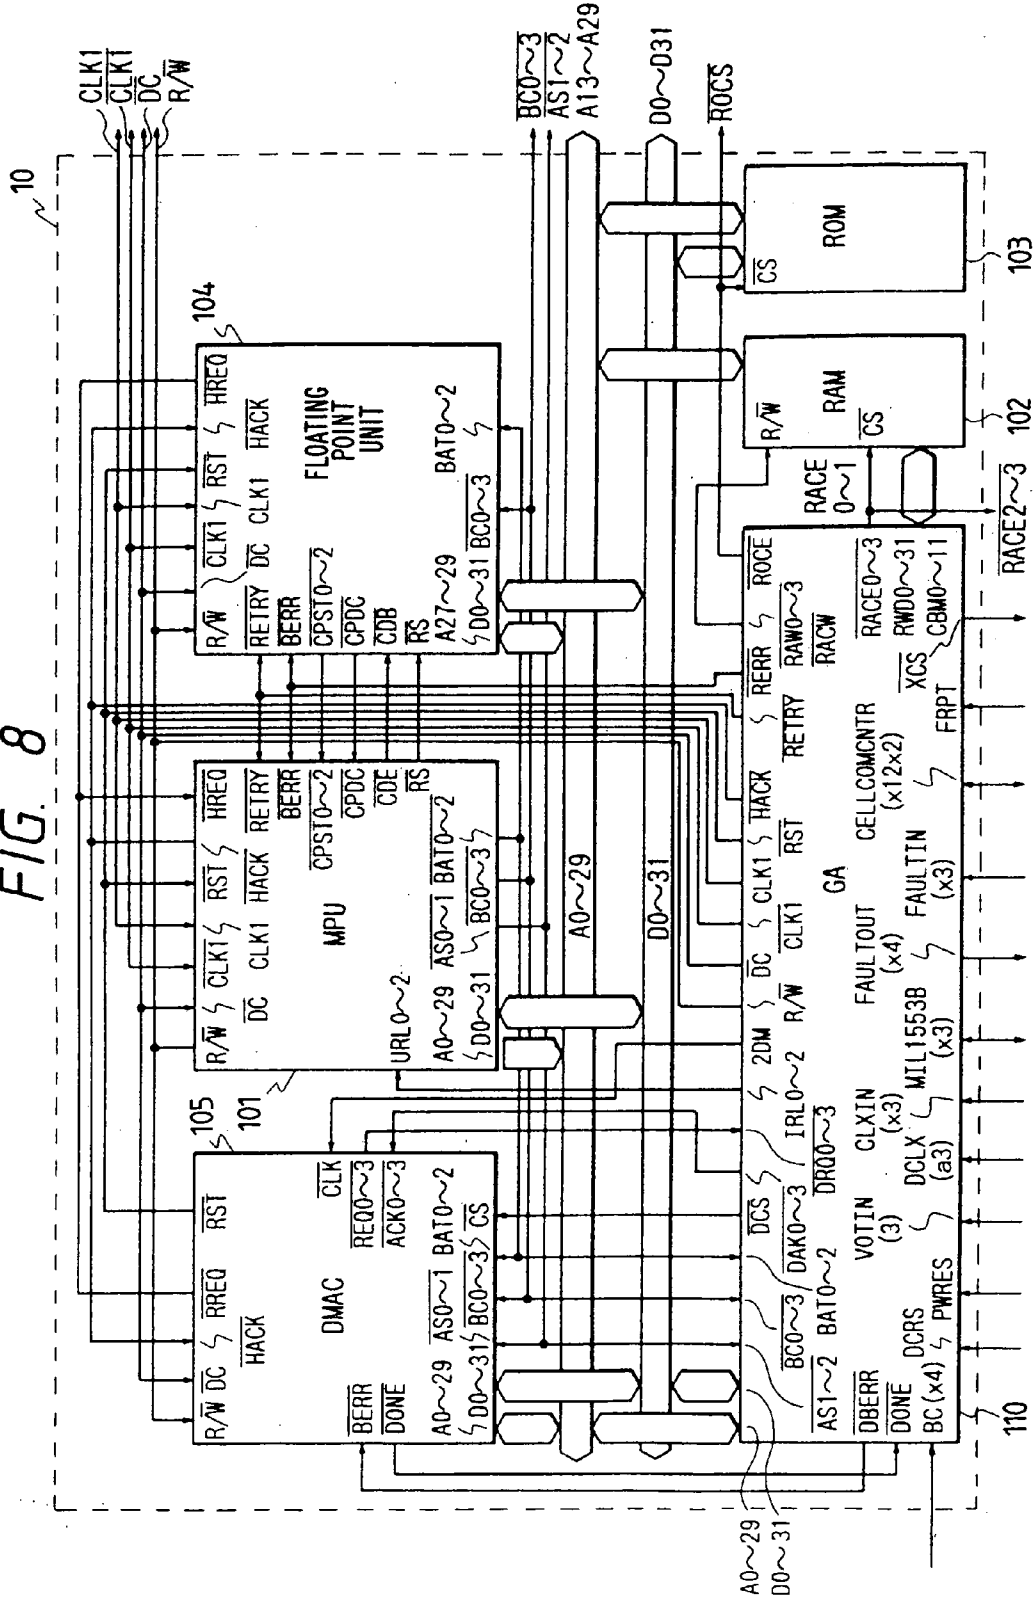 FIG. 8
10
CLK1
CLK1
DC
R/W
105
DMAC
R/W
DC
HACK
RREQ
RST
BERR
DONE
CLK
REQ0~3
ACK0~3
A0~29
D0~31
AS0~1
BC0~3
BAT0~2
CS
101
MPU
R/W
DC
CLK1
CLK1
RST
HACK
HREQ
RETRY
BERR
CPST0~2
CPDC
CDE
RS
URL0~2
A0~29
D0~31
AS0~1
BC0~3
BAT0~2
104
FLOATING
POINT
UNIT
R/W
DC
CLK1
CLK1
RST
HACK
HREQ
RETRY
BERR
CPST0~2
CPDC
CDB
RS
A27~29
D0~31
BC0~3
BAT0~2
BC0~3
AS1~2
A13~A29
D0~D31
ROCS
A0~29
D0~31
110
GA
A0~29
D0~31
AS1~2
BC0~3
BAT0~2
DCS
DAK0~3
DRQ0~3
IRL0~2
2DM
R/W
DC
CLK1
CLK1
RST
HACK
RETRY
RERR
RAW0~3
RACW
ROCE
DBERR
DONE
BC (x4)
DCRS
PWRES
VOTIN
(3)
DCLX
(a3)
CLXIN
(x3)
MIL1553B
(x3)
FAULTOUT
(x4)
FAULTIN
(x3)
CELLCOMCNTR
(x12x2)
FRPT
XCS
RACE0~3
RWD0~31
CBM0~11
RACE
0~1
RACE2~3
RAM
R/W
CS
102
ROM
CS
103